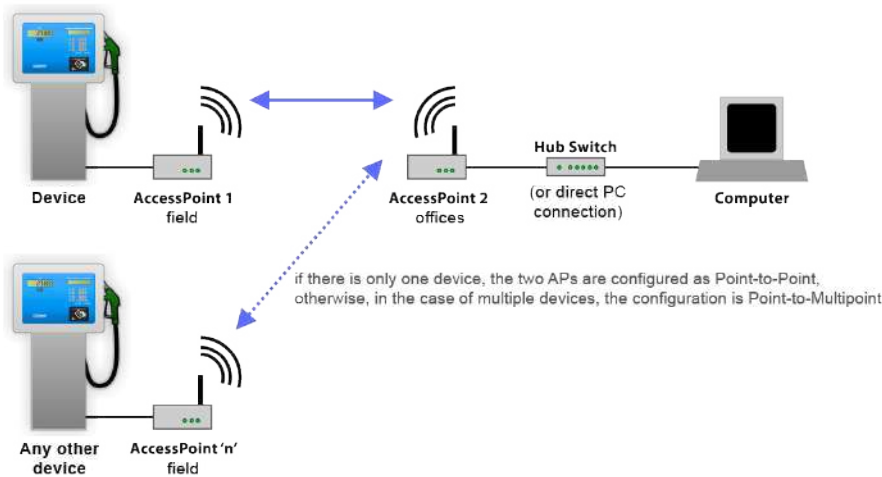 Device
AccessPoint 1
field
AccessPoint 2
offices
Hub Switch
(or direct PC
connection)
Computer
if there is only one device, the two APs are configured as Point-to-Point,
otherwise, in the case of multiple devices, the configuration is Point-to-Multipoint
Any other
device
AccessPoint 'n'
field